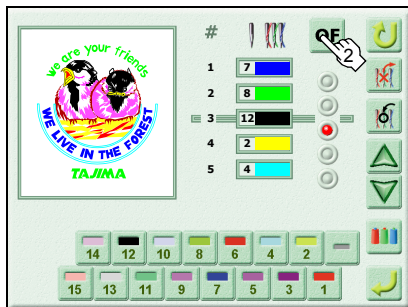 #
OF
2
we are your friends
WE LIVE IN THE FOREST
TAJIMA
1 7
2 8
3 12
4 2
5 4
14 12 10 8 6 4 2
15 13 11 9 7 5 3 1